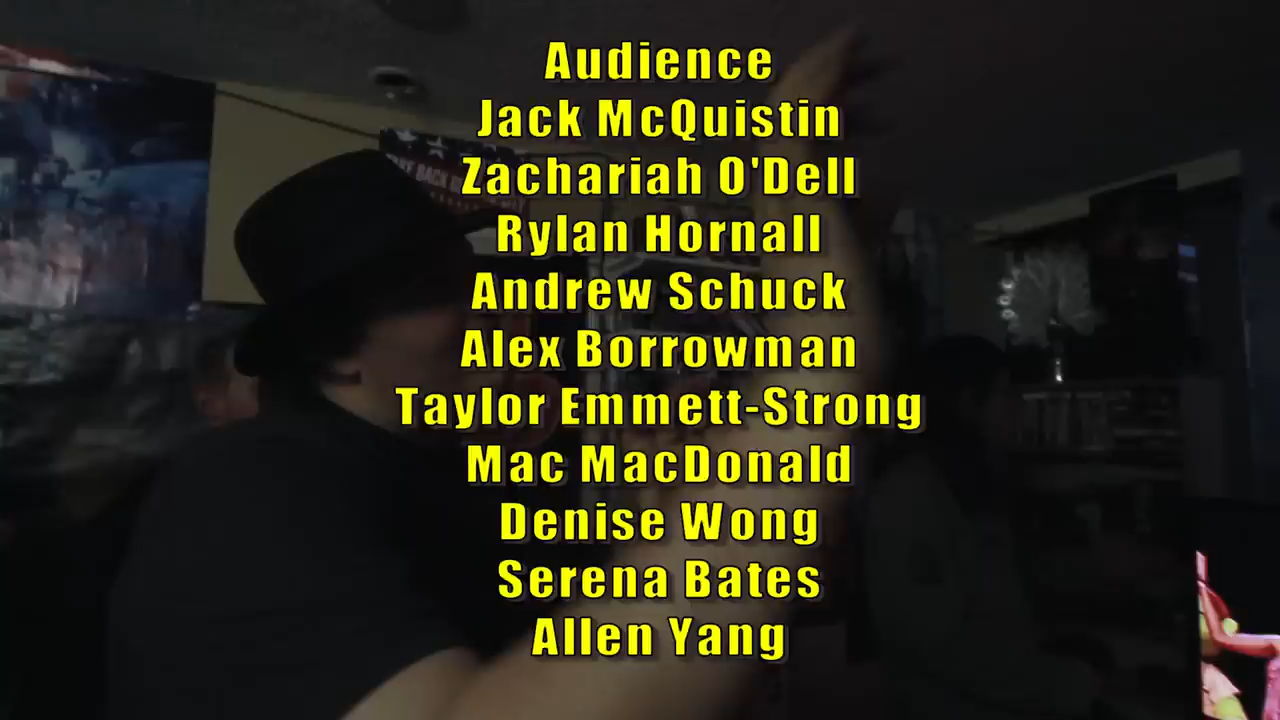 Audience
Jack McQuistin
Zachariah O'Dell
Rylan Hornall
Andrew Schuck
Alex Borrowman
Taylor Emmett-Strong
Mac MacDonald
Denise Wong
Serena Bates
Allen Yang
BACK